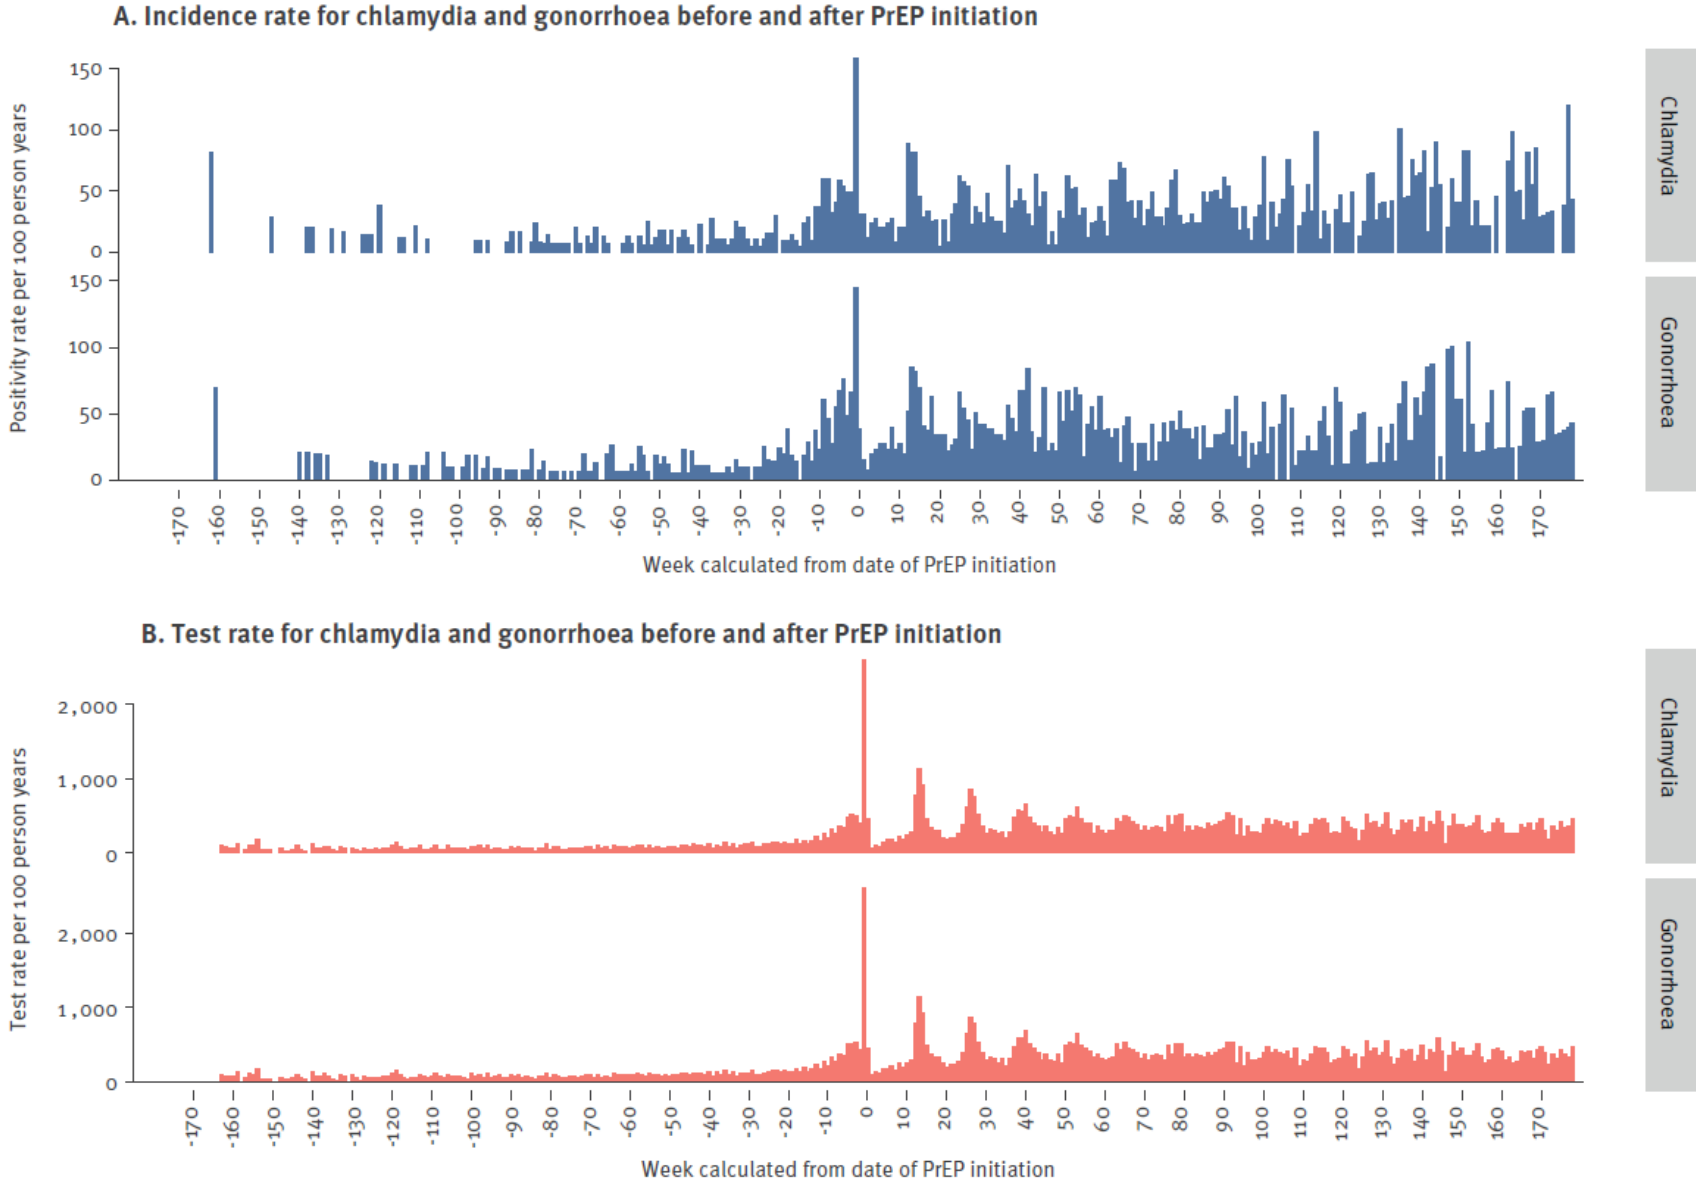 A. Incidence rate for chlamydia and gonorrhoea before and after PrEP initiation
Positivity rate per 100 person years
150
100
50
0
Chlamydia
150
100
50
0
Gonorrhoea
-170 -160 -150 -140 -130 -120 -110 -100 -90 -80 -70 -60 -50 -40 -30 -20 -10 0 10 20 30 40 50 60 70 80 90 100 110 120 130 140 150 160 170
Week calculated from date of PrEP initiation
B. Test rate for chlamydia and gonorrhoea before and after PrEP initiation
Test rate per 100 person years
2,000
1,000
0
Chlamydia
2,000
1,000
0
Gonorrhoea
-170 -160 -150 -140 -130 -120 -110 -100 -90 -80 -70 -60 -50 -40 -30 -20 -10 0 10 20 30 40 50 60 70 80 90 100 110 120 130 140 150 160 170
Week calculated from date of PrEP initiation